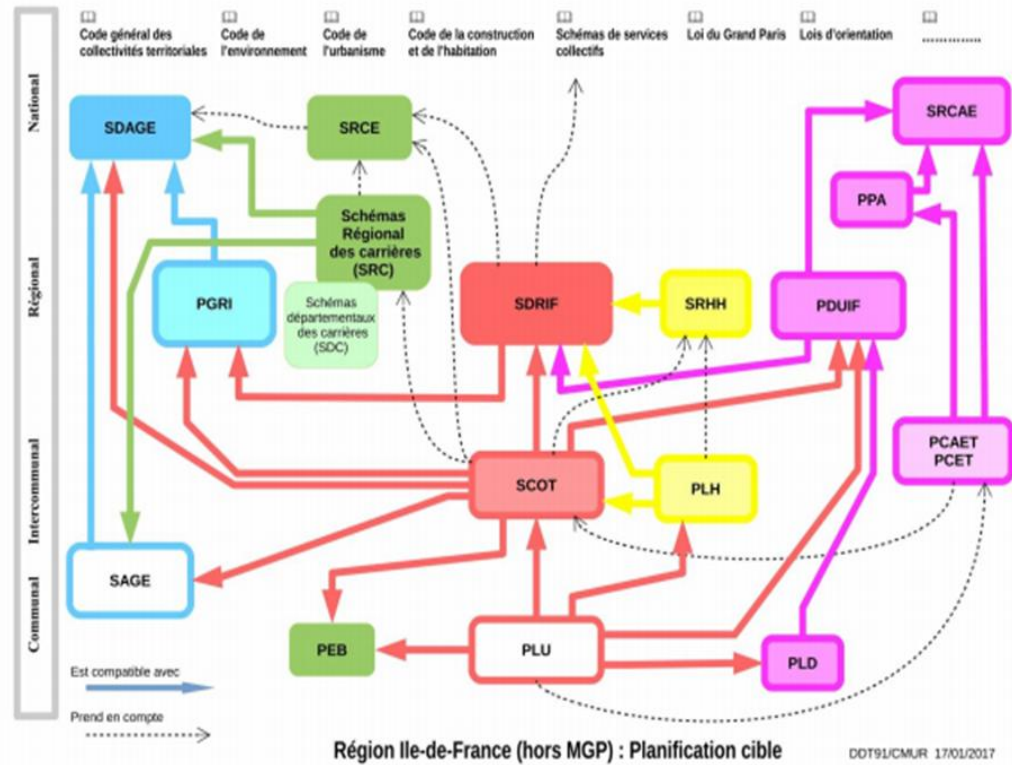 Code général des
collectivités territoriales
Code de
l'environnement
Code de
l'urbanisme
Code de la construction
et de l'habitation
Schémas de services
collectifs
Loi du Grand Paris
Lois d'orientation
..............
National
Régional
Intercommunal
Communal
SDAGE
SRCE
SRCAE
PPA
Schémas
Régional
des carrières
(SRC)
PGRI
Schémas
départementaux
des carrières
(SDC)
SDRIF
SRHH
PDUIF
PCAET
PCET
SCOT
PLH
SAGE
PEB
PLU
PLD
Est compatible avec
Prend en compte
Région Ile-de-France (hors MGP) : Planification cible
DDT91/CMUR 17/01/2017